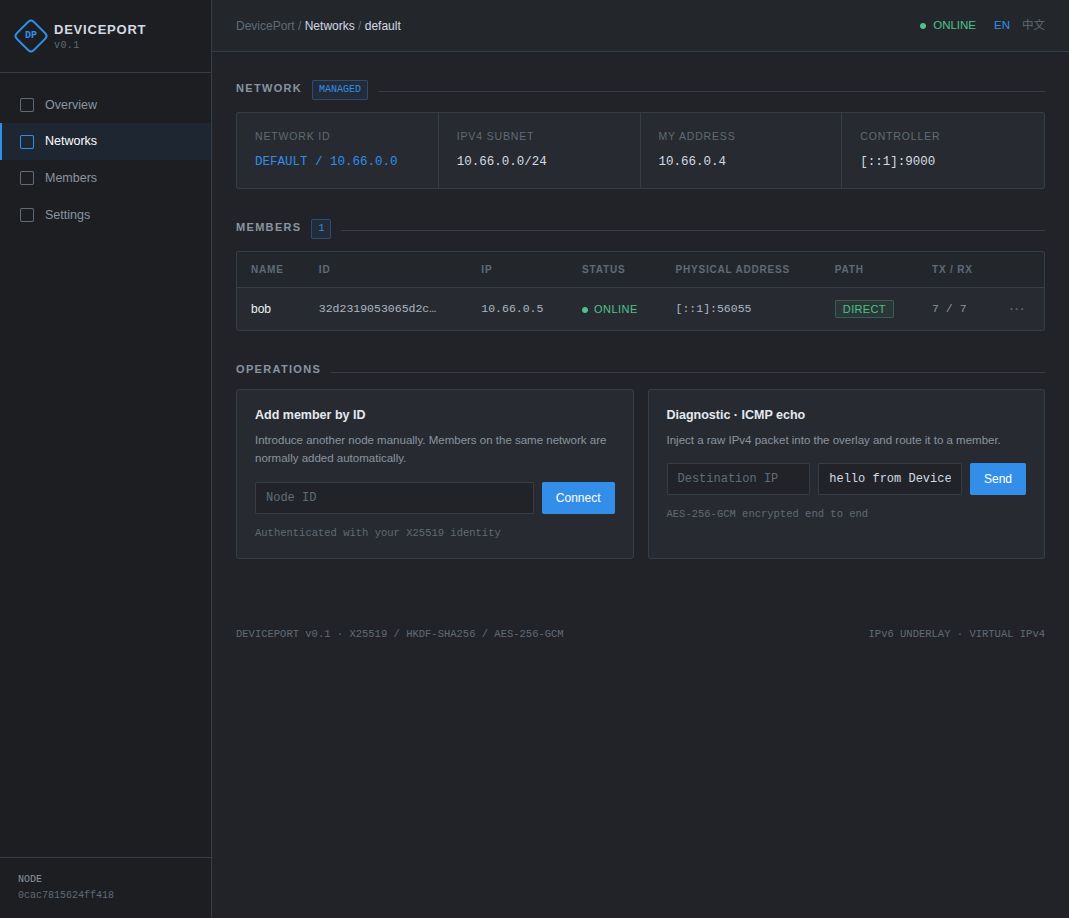 DP
DEVICEPORT
v0.1
Overview
Networks
Members
Settings
NODE
0cac7815624ff418
DevicePort / Networks / default
ONLINE EN 中文
NETWORK MANAGED
NETWORK ID IPV4 SUBNET MY ADDRESS CONTROLLER
DEFAULT / 10.66.0.0 10.66.0.0/24 10.66.0.4 [::1]:9000
MEMBERS 1
NAME ID IP STATUS PHYSICAL ADDRESS PATH TX / RX
bob 32d2319053065d2c… 10.66.0.5 ONLINE [::1]:56055 DIRECT 7 / 7 ···
OPERATIONS
Add member by ID
Introduce another node manually. Members on the same network are
normally added automatically.
Node ID Connect
Authenticated with your X25519 identity
Diagnostic · ICMP echo
Inject a raw IPv4 packet into the overlay and route it to a member.
Destination IP hello from Device Send
AES-256-GCM encrypted end to end
DEVICEPORT v0.1 · X25519 / HKDF-SHA256 / AES-256-GCM
IPv6 UNDERLAY · VIRTUAL IPv4